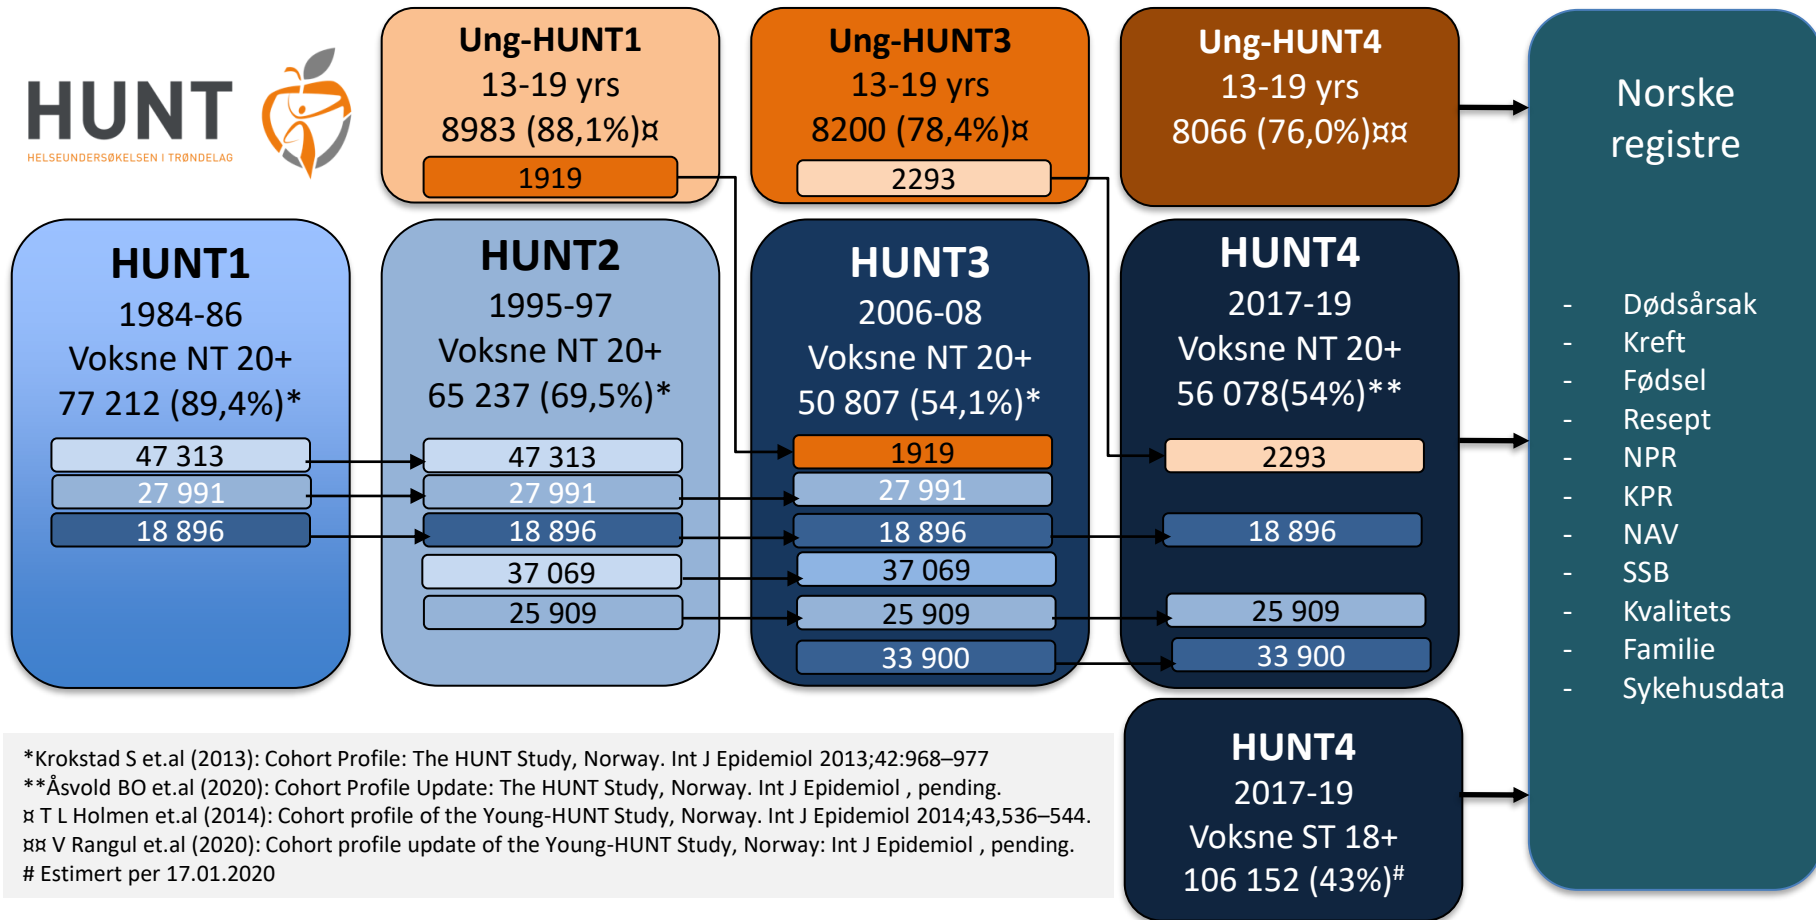 HUNT
HELSEUNDERSØKELSEN I TRØNDELAG
Ung-HUNT1
13-19 yrs
8983 (88,1%)¤
1919
Ung-HUNT3
13-19 yrs
8200 (78,4%)¤
2293
Ung-HUNT4
13-19 yrs
8066 (76,0%)¤¤
HUNT1
1984-86
Voksne NT 20+
77 212 (89,4%)*
47 313
27 991
18 896
HUNT2
1995-97
Voksne NT 20+
65 237 (69,5%)*
47 313
27 991
18 896
37 069
25 909
HUNT3
2006-08
Voksne NT 20+
50 807 (54,1%)*
1919
27 991
18 896
37 069
25 909
33 900
HUNT4
2017-19
Voksne NT 20+
56 078(54%)**
2293
18 896
25 909
33 900
HUNT4
2017-19
Voksne ST 18+
106 152 (43%)#
Norske
registre
- Dødsårsak
- Kreft
- Fødsel
- Resept
- NPR
- KPR
- NAV
- SSB
- Kvalitets
- Familie
- Sykehusdata
*Krokstad S et.al (2013): Cohort Profile: The HUNT Study, Norway. Int J Epidemiol 2013;42:968–977
**Åsvold BO et.al (2020): Cohort Profile Update: The HUNT Study, Norway. Int J Epidemiol , pending.
¤ T L Holmen et.al (2014): Cohort profile of the Young-HUNT Study, Norway. Int J Epidemiol 2014;43,536–544.
¤¤ V Rangul et.al (2020): Cohort profile update of the Young-HUNT Study, Norway: Int J Epidemiol , pending.
# Estimert per 17.01.2020